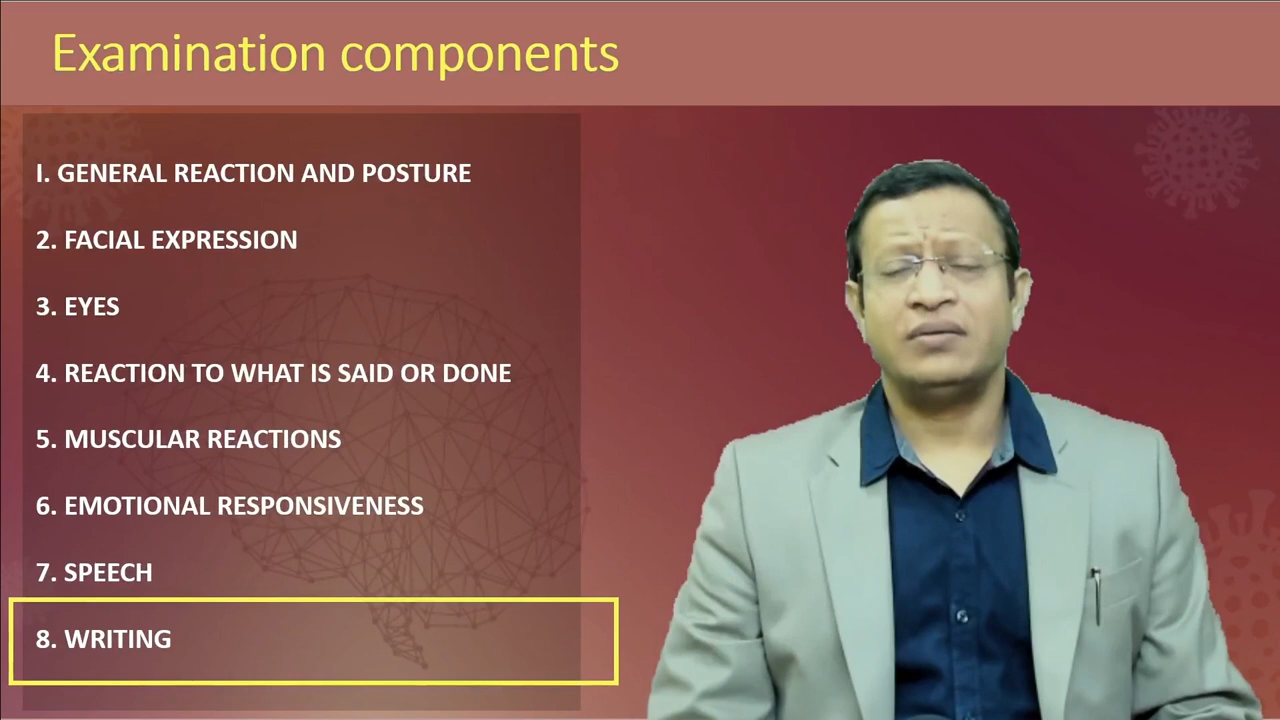 Examination components
I. GENERAL REACTION AND POSTURE
2. FACIAL EXPRESSION
3. EYES
4. REACTION TO WHAT IS SAID OR DONE
5. MUSCULAR REACTIONS
6. EMOTIONAL RESPONSIVENESS
7. SPEECH
8. WRITING